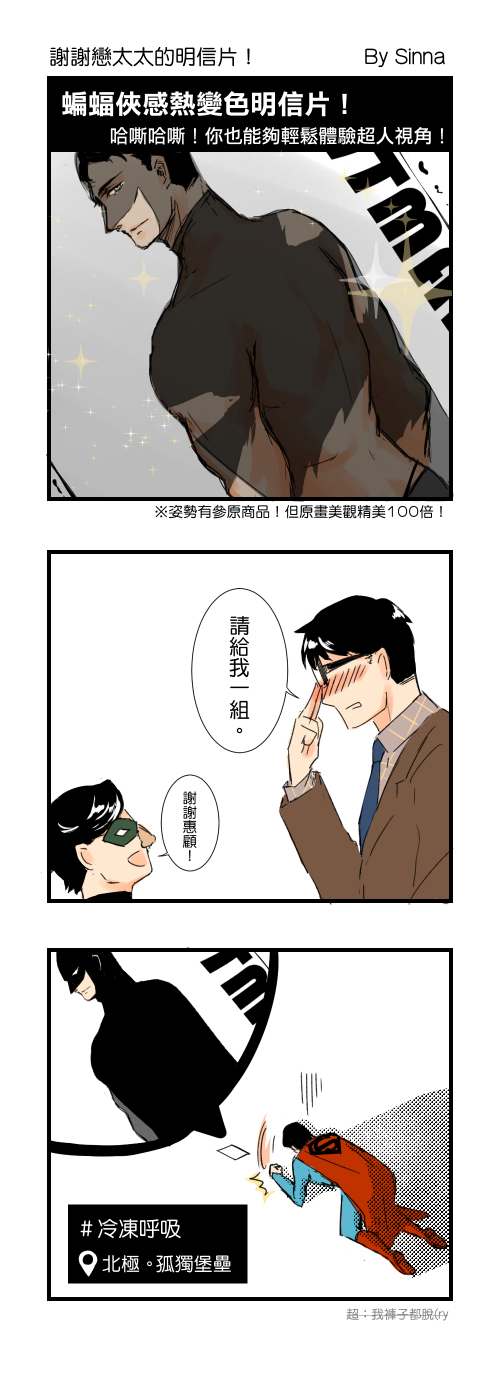 謝謝戀太太的明信片！ By Sinna
蝙蝠俠感熱變色明信片！
哈嘶哈嘶！你也能夠輕鬆體驗超人視角！
※姿勢有參原商品！但原畫美觀精美100倍！
請給我一組。
謝謝惠顧！
#冷凍呼吸
北極。孤獨堡壘
超：我褲子都脫(ry